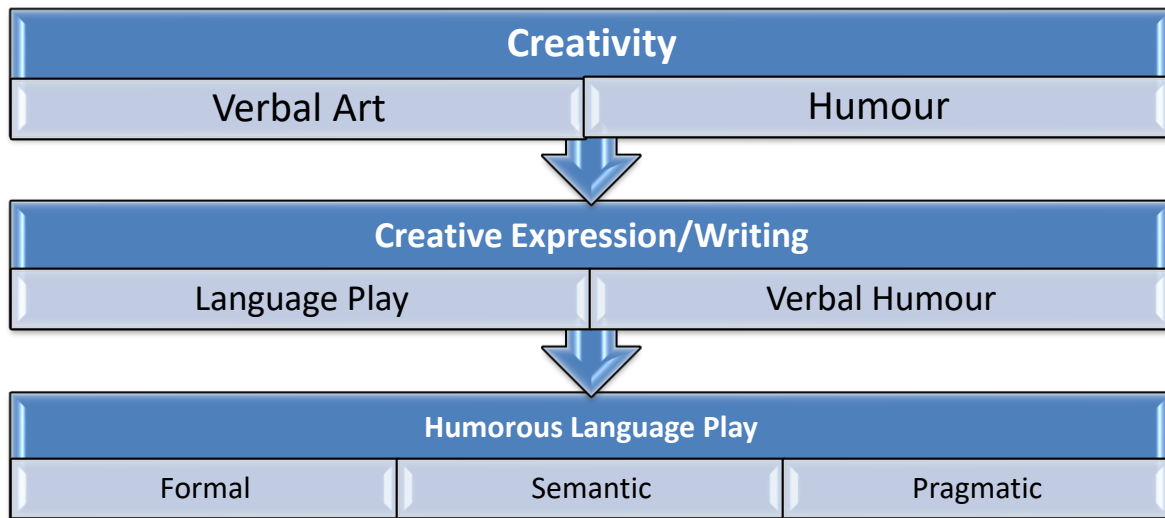 Creativity
Verbal Art Humour
Creative Expression/Writing
Language Play Verbal Humour
Humorous Language Play
Formal Semantic Pragmatic